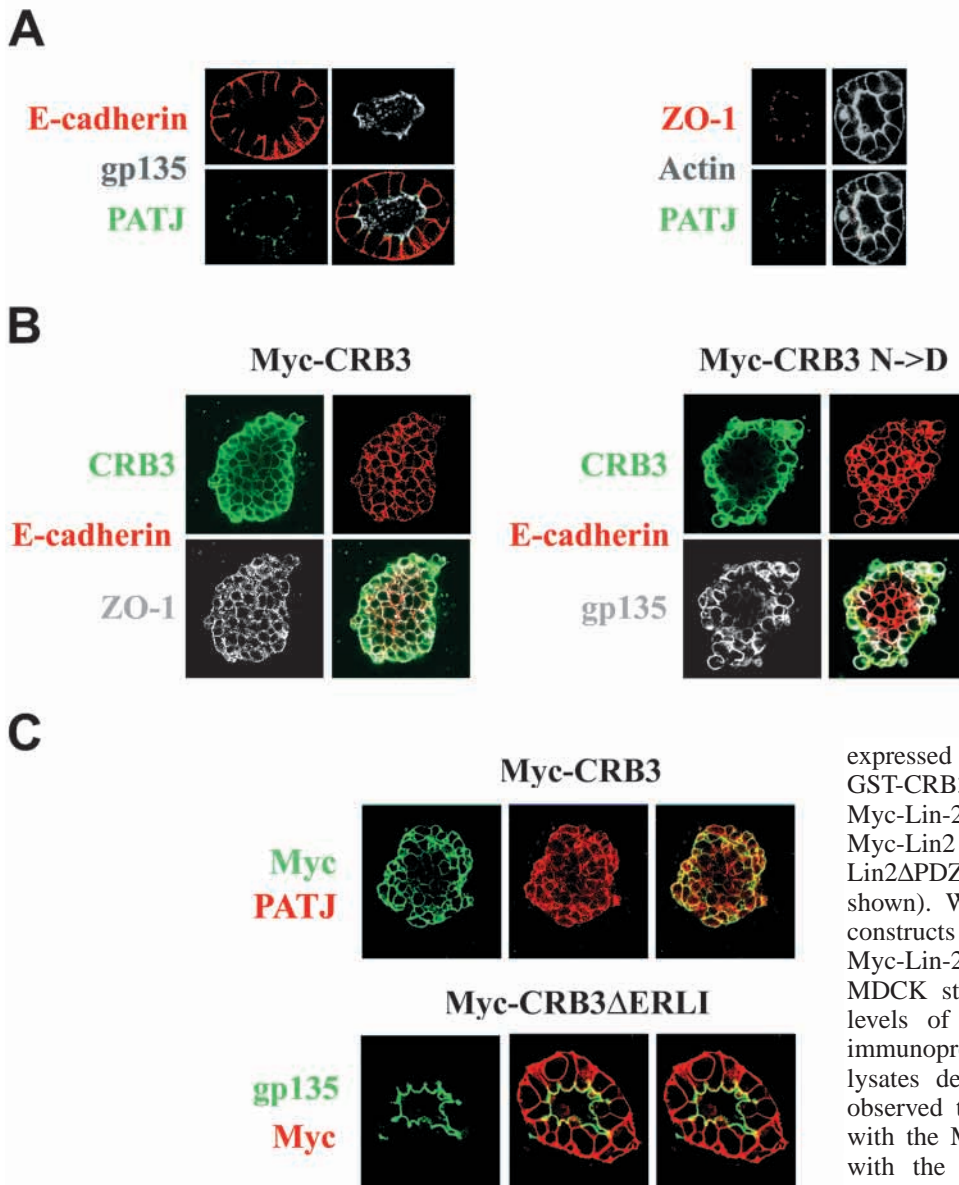 A
E-cadherin
gp135
PATJ
ZO-1
Actin
PATJ
B
Myc-CRB3
CRB3
E-cadherin
ZO-1
Myc-CRB3 N->D
CRB3
E-cadherin
gp135
C
Myc-CRB3
Myc
PATJ
Myc-CRB3ΔERLI
gp135
Myc
expressed
Myc-Lin-2
Myc-Lin2
Lin2ΔPDZ
shown). W
constructs
Myc-Lin-2
MDCK st
levels of
immunopre
lysates de
observed t
with the M
with the